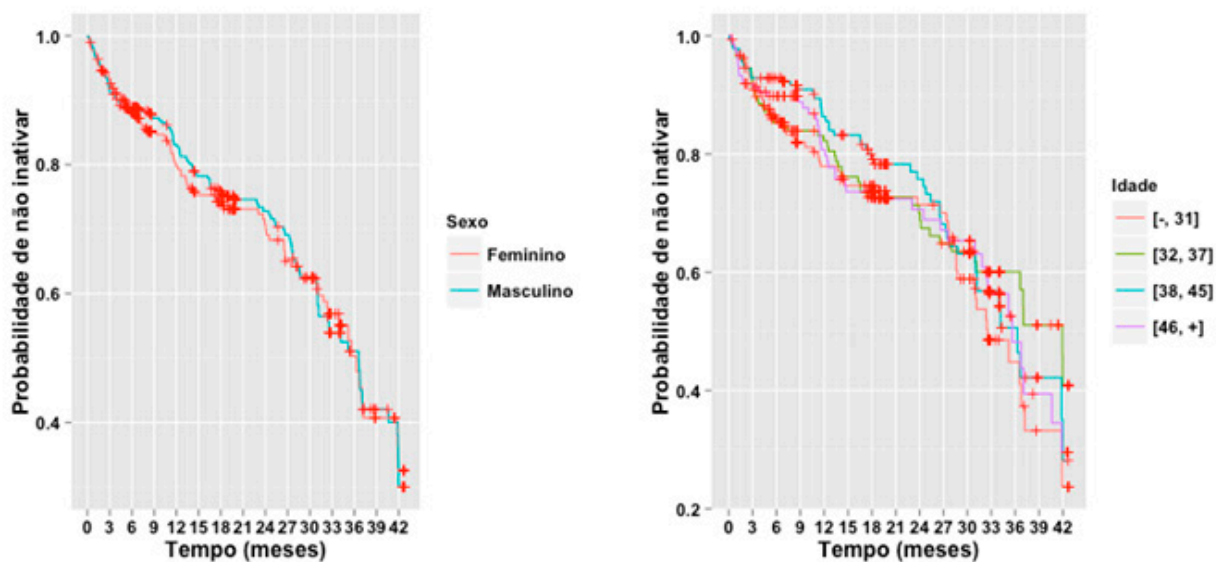 Probabilidade de não inativar
1.0
0.8
0.6
0.4
0 3 6 9 12 15 18 21 24 27 30 33 36 39 42
Tempo (meses)
Sexo
Feminino
Masculino
Probabilidade de não inativar
1.0
0.8
0.6
0.4
0.2
0 3 6 9 12 15 18 21 24 27 30 33 36 39 42
Tempo (meses)
Idade
[-, 31]
[32, 37]
[38, 45]
[46, +]